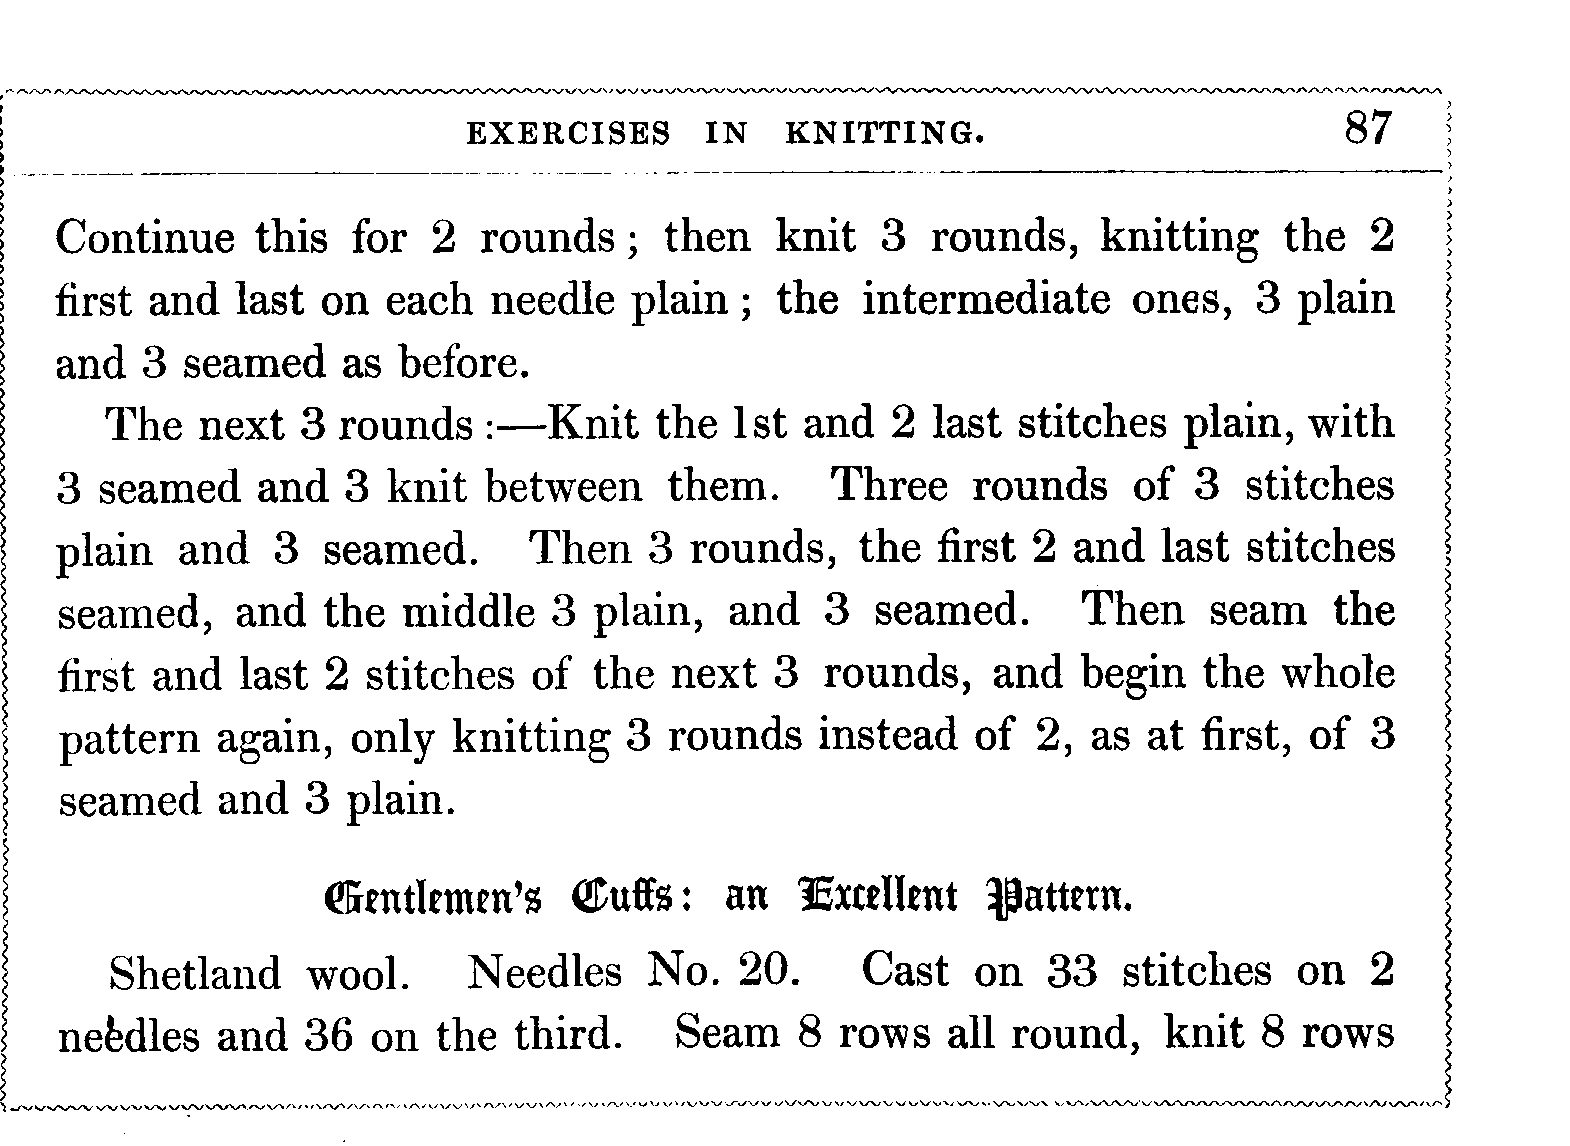 EXERCISES IN KNITTING. 87
Continue this for 2 rounds; then knit 3 rounds, knitting the 2
first and last on each needle plain; the intermediate ones, 3 plain
and 3 seamed as before.
The next 3 rounds:—Knit the 1st and 2 last stitches plain, with
3 seamed and 3 knit between them. Three rounds of 3 stitches
plain and 3 seamed. Then 3 rounds, the first 2 and last stitches
seamed, and the middle 3 plain, and 3 seamed. Then seam the
first and last 2 stitches of the next 3 rounds, and begin the whole
pattern again, only knitting 3 rounds instead of 2, as at first, of 3
seamed and 3 plain.
Gentlemen's Cuffs: an Excellent Pattern.
Shetland wool. Needles No. 20. Cast on 33 stitches on 2
needles and 36 on the third. Seam 8 rows all round, knit 8 rows